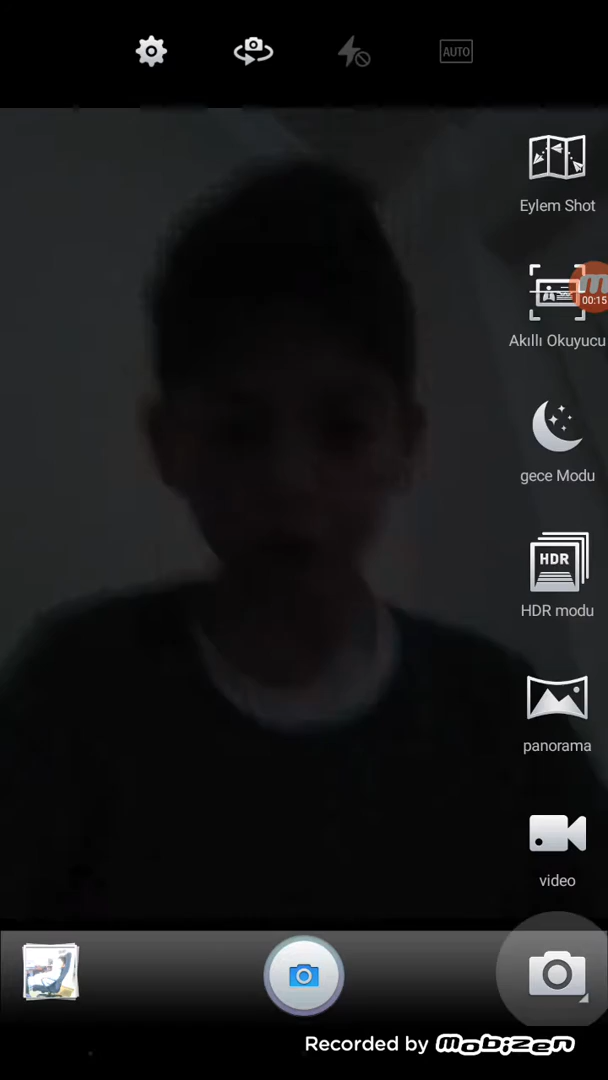 AUTO
Eylem Shot
00:15
Akıllı Okuyucu
gece Modu
HDR
HDR modu
panorama
video
Recorded by mobizen